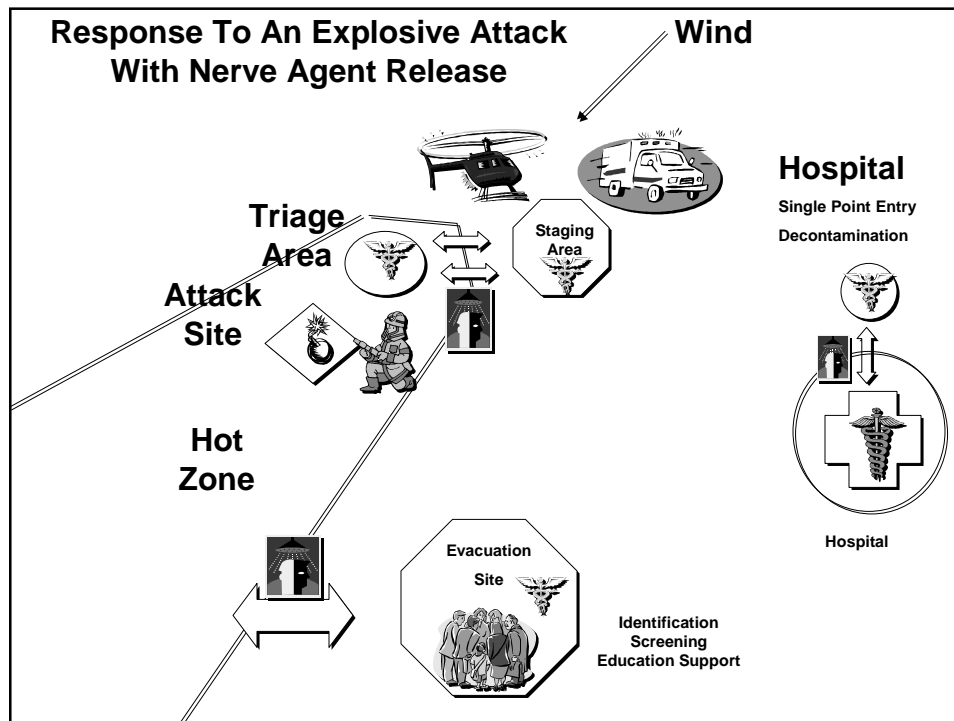 Response To An Explosive Attack
With Nerve Agent Release
Wind
Hospital
Single Point Entry
Decontamination
Triage
Area
Staging
Area
Attack
Site
Hot
Zone
Hospital
Evacuation
Site
Identification
Screening
Education Support